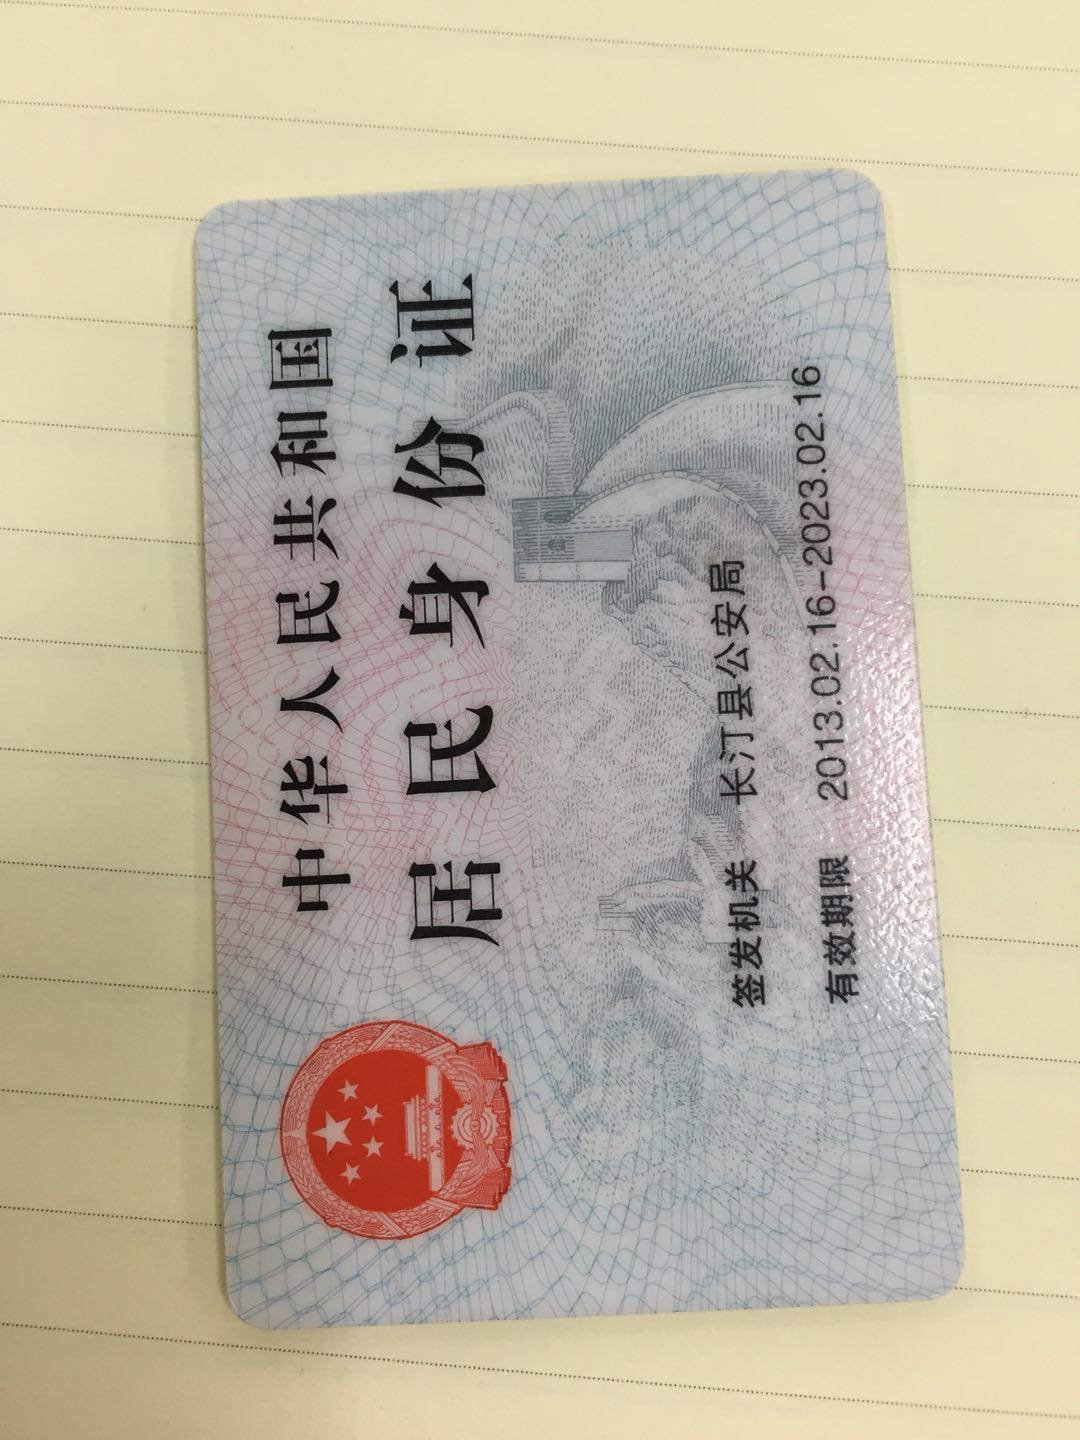 中华人民共和国
居民身份证
签发机关 长汀县公安局
有效期限 2013.02.16-2023.02.16